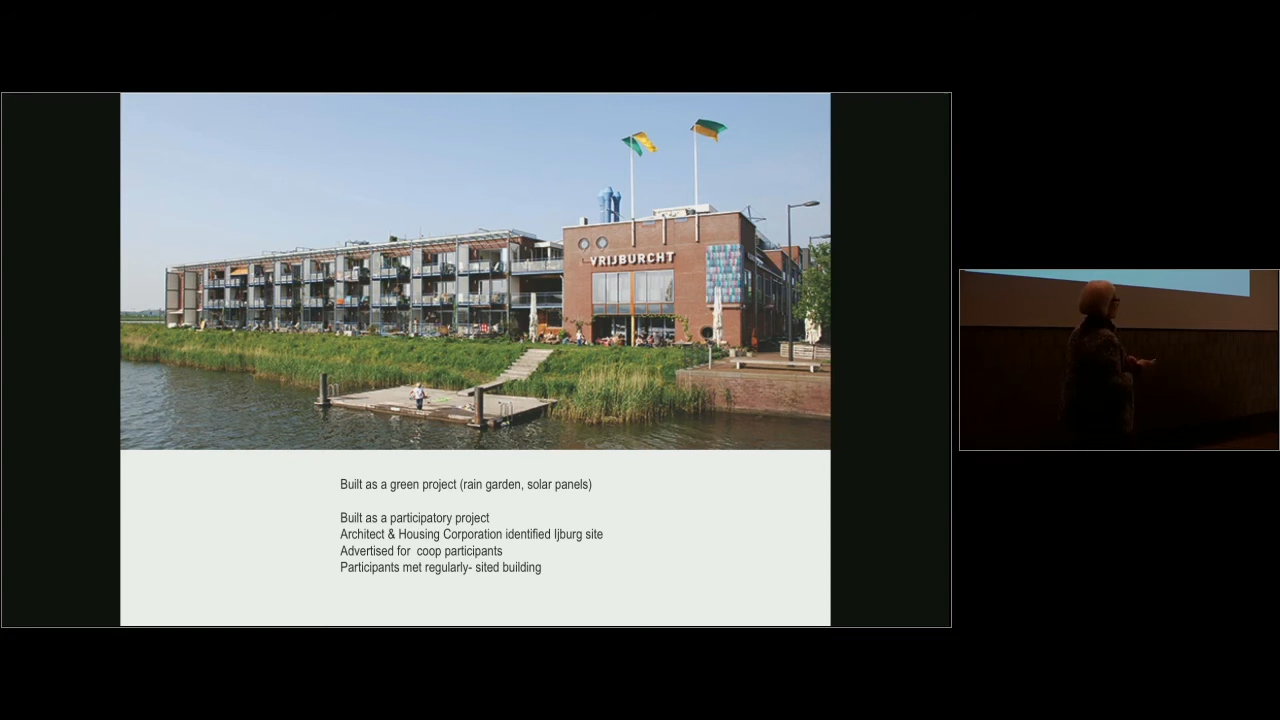 VRIJBURCHT
Built as a green project (rain garden, solar panels)
Built as a participatory project
Architect & Housing Corporation identified Ijburg site
Advertised for  coop participants
Participants met regularly- sited building